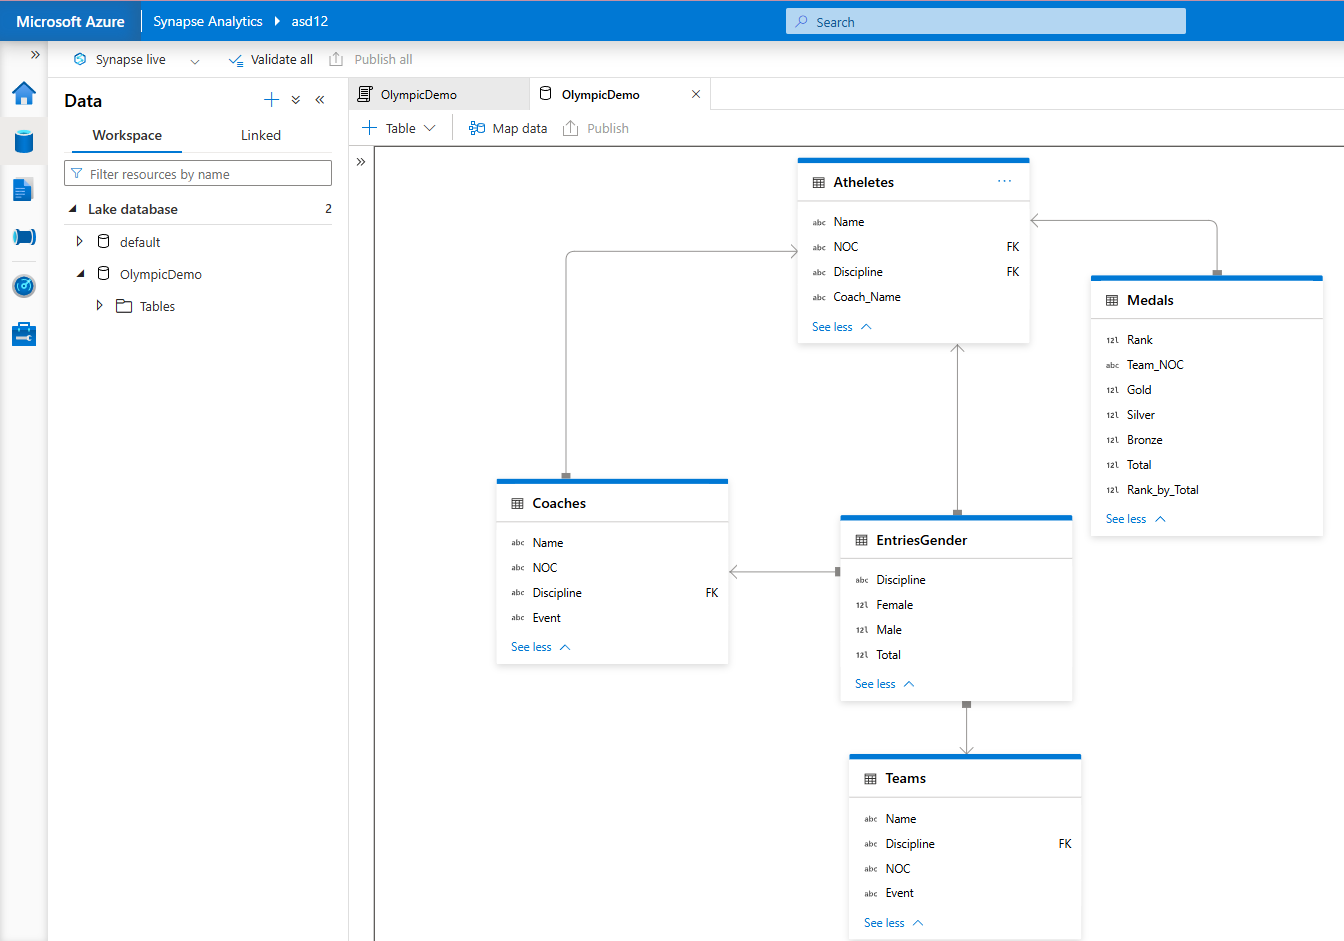 Microsoft Azure
Synapse Analytics
asd12
Search
Synapse live
Validate all
Publish all
Data
Workspace
Linked
Filter resources by name
Lake database
2
default
OlympicDemo
Tables
OlympicDemo
OlympicDemo
Table
Map data
Publish
Atheletes
abc Name
abc NOC FK
abc Discipline FK
abc Coach_Name
See less
Medals
12l Rank
abc Team_NOC
12l Gold
12l Silver
12l Bronze
12l Total
12l Rank_by_Total
See less
Coaches
abc Name
abc NOC
abc Discipline FK
abc Event
See less
EntriesGender
abc Discipline
12l Female
12l Male
12l Total
See less
Teams
abc Name
abc Discipline FK
abc NOC
abc Event
See less